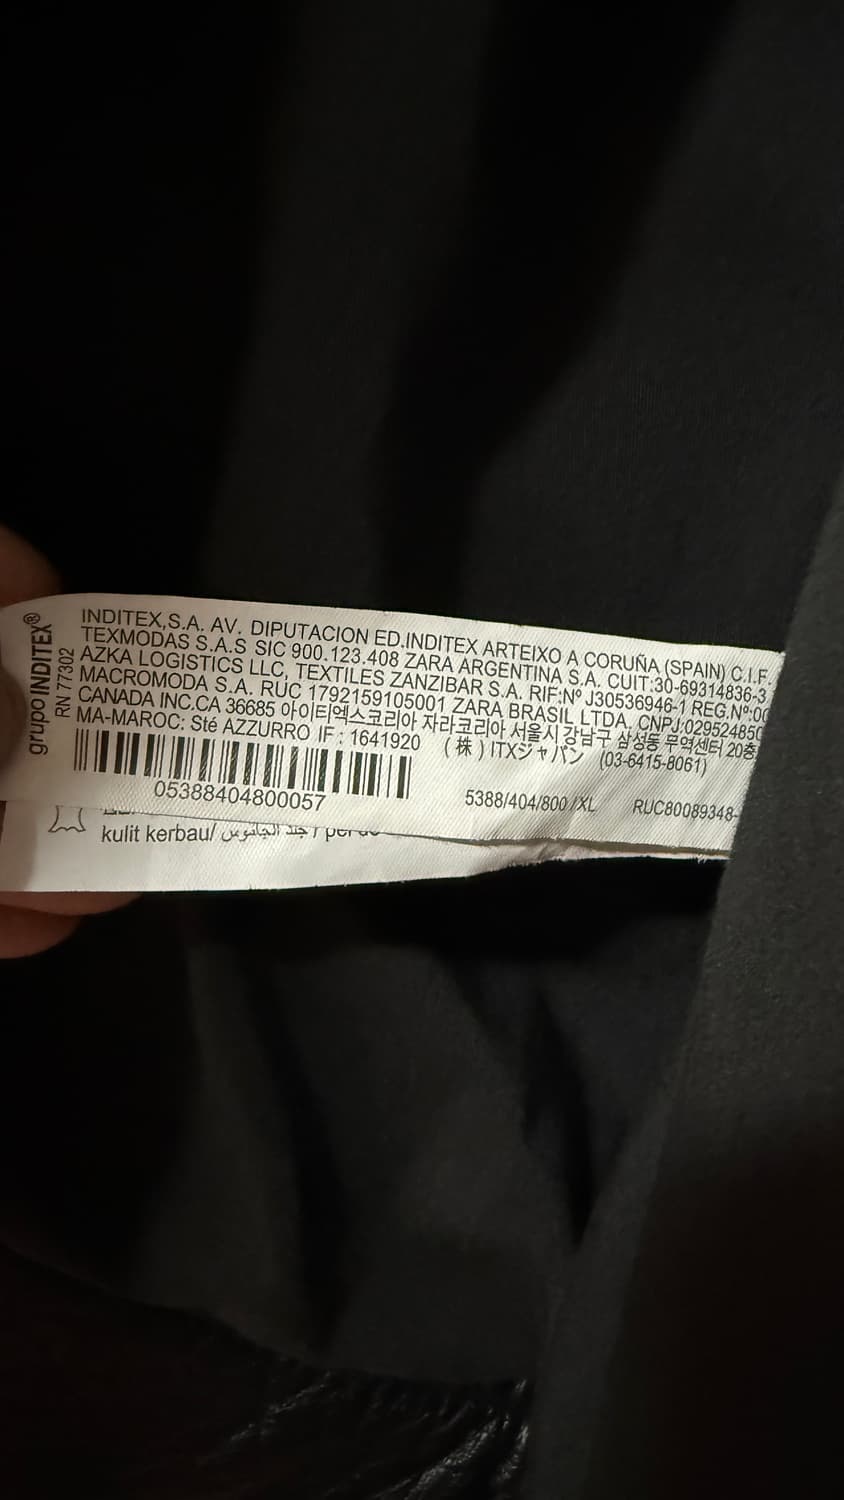 grupo INDITEX®
RN 77302
INDITEX,S.A. AV. DIPUTACION ED.INDITEX ARTEIXO A CORUÑA (SPAIN) C.I.F.
TEXMODAS S.A.S SIC 900.123.408 ZARA ARGENTINA S.A. CUIT:30-69314836-3
AZKA LOGISTICS LLC, TEXTILES ZANZIBAR S.A. RIF:Nº J30536946-1 REG.Nº:
MACROMODA S.A. RUC 1792159105001 ZARA BRASIL LTDA. CNPJ:02952485
CANADA INC.CA 36685 아이티엑스코리아 자라코리아 서울시 강남구 삼성동 무역센터 20층
MA-MAROC: Sté AZZURRO IF : 1641920 (株) ITXジャパン (03-6415-8061)
05388404800057
5388/404/800 /XL RUC80089348-
kulit kerbau/ جلد الجاموس /